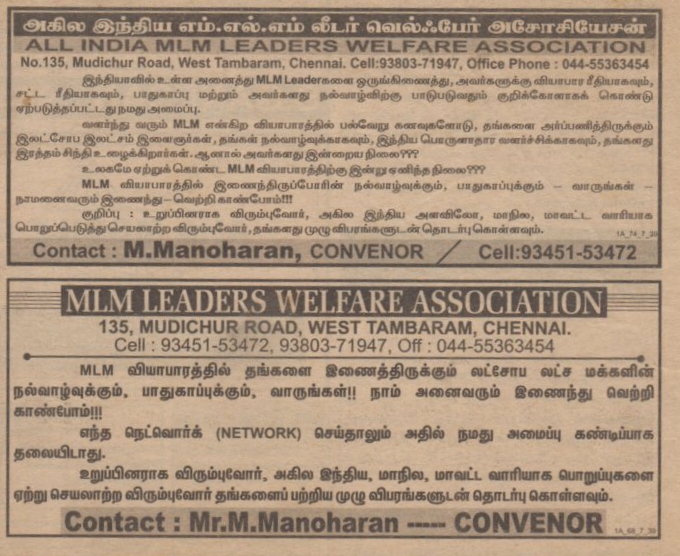 அகில இந்திய எம்.எல்.எம் லீடர் வெல்ஃபேர் அசோசியேசன்
ALL INDIA MLM LEADERS WELFARE ASSOCIATION
No.135, Mudichur Road, West Tambaram, Chennai. Cell:93803-71947, Office Phone : 044-55363454
இந்தியாவில் உள்ள அனைத்து MLM Leaderகளை ஒருங்கிணைத்து, அவர்களுக்கு வியாபார ரீதியாகவும்,
சட்ட ரீதியாகவும், பாதுகாப்பு மற்றும் அவர்களது நல்வாழ்விற்கு பாடுபடுவதும் குறிக்கோளாகக் கொண்டு
ஏற்படுத்தப்பட்டது நமது அமைப்பு.
வளர்ந்து வரும் MLM என்கிற வியாபாரத்தில் பல்வேறு கனவுகளோடு, தங்களை அர்ப்பணித்திருக்கும்
இலட்சோப இலட்சம் இளைஞர்கள், தங்கள் நல்வாழ்வுக்காகவும், இந்திய பொருளாதார வளர்ச்சிக்காகவும், தங்களது
இரத்தம் சிந்தி உழைக்கிறார்கள். ஆனால் அவர்களது இன்றைய நிலை???
உலகமே ஏற்றுக் கொண்ட MLM வியாபாரத்திற்கு இன்று ஏனிந்த நிலை???
MLM வியாபாரத்தில் இணைந்திருப்போரின் நல்வாழ்வுக்கும், பாதுகாப்புக்கும் – வாருங்கள் –
நாமனைவரும் இணைந்து – வெற்றி காண்போம்!!!
குறிப்பு : உறுப்பினராக விரும்புவோர், அகில இந்திய அளவிலோ, மாநில, மாவட்ட வாரியாக
பொறுப்பெடுத்து செயலாற்ற விரும்புவோர், தங்களது முழு விபரங்களுடன் தொடர்பு கொள்ளவும்.
1A_74_7_39
Contact : M.Manoharan, CONVENOR / Cell:93451-53472
MLM LEADERS WELFARE ASSOCIATION
135, MUDICHUR ROAD, WEST TAMBARAM, CHENNAI.
Cell : 93451-53472, 93803-71947, Off : 044-55363454
MLM வியாபாரத்தில் தங்களை இணைத்திருக்கும் லட்சோப லட்ச மக்களின்
நல்வாழ்வுக்கும், பாதுகாப்புக்கும், வாருங்கள்!! நாம் அனைவரும் இணைந்து வெற்றி
காண்போம்!!!
எந்த நெட்வொர்க் (NETWORK) செய்தாலும் அதில் நமது அமைப்பு கண்டிப்பாக
தலையிடாது.
உறுப்பினராக விரும்புவோர், அகில இந்திய, மாநில, மாவட்ட வாரியாக பொறுப்புகளை
ஏற்று செயலாற்ற விரும்புவோர் தங்களைப் பற்றிய முழு விபரங்களுடன் தொடர்பு கொள்ளவும்.
Contact : Mr.M.Manoharan ----- CONVENOR